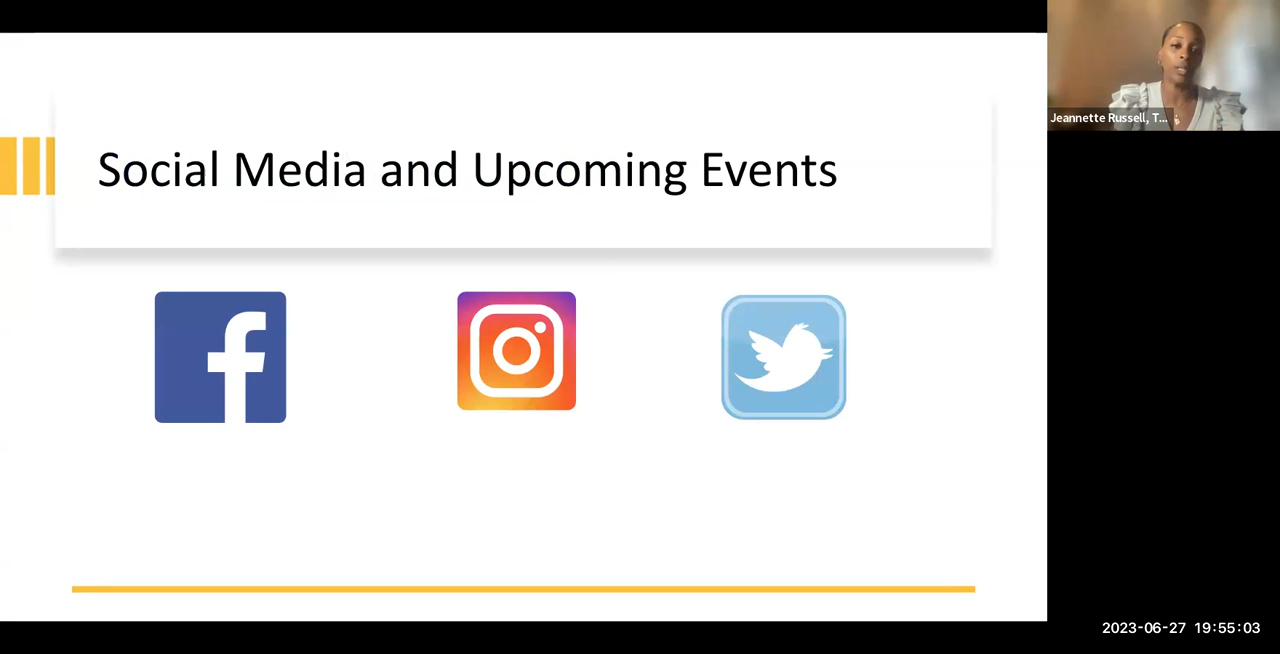 Social Media and Upcoming Events
Jeannette Russell, T...
2023-06-27 19:55:03